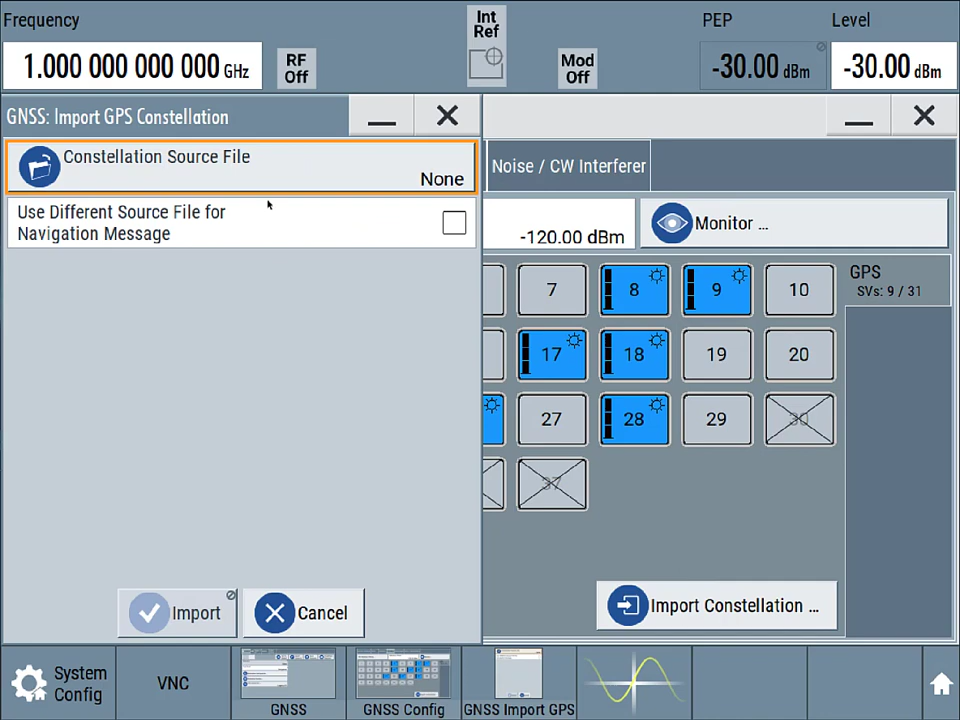 Frequency
Int
Ref
PEP
Level
1.000 000 000 000 GHz
RF
Off
Mod
Off
-30.00 dBm
-30.00 dBm
GNSS: Import GPS Constellation
Constellation Source File
None
Use Different Source File for
Navigation Message
Noise / CW Interferer
-120.00 dBm
Monitor ...
7 8 9 10
GPS
SVs: 9 / 31
17 18 19 20
27 28 29 30
37
Import
Cancel
Import Constellation ...
System
Config
VNC
GNSS
GNSS Config
GNSS Import GPS